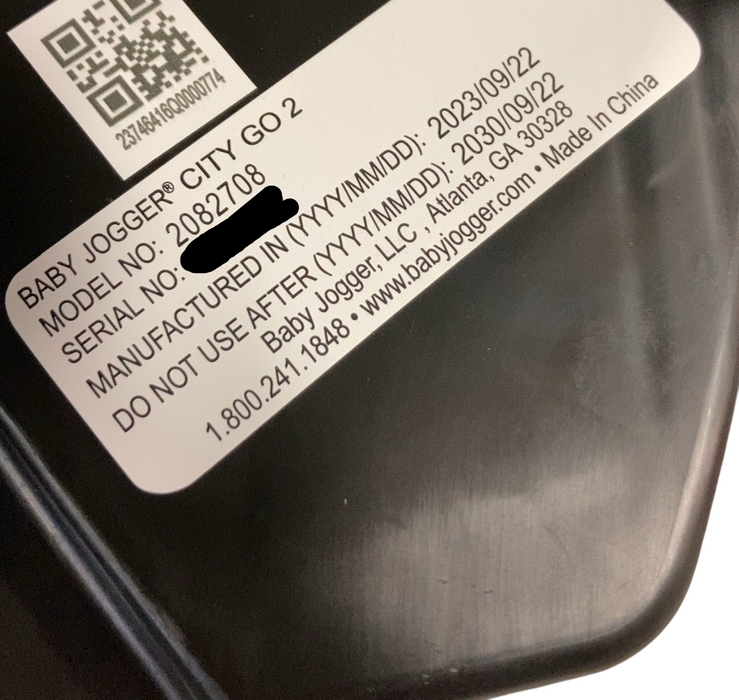 23746416Q0000774
BABY JOGGER® CITY GO 2
MODEL NO: 2082708
SERIAL NO:
MANUFACTURED IN (YYYY/MM/DD): 2023/09/22
DO NOT USE AFTER (YYYY/MM/DD): 2030/09/22
Baby Jogger, LLC , Atlanta, GA 30328
1.800.241.1848 • www.babyjogger.com • Made In China